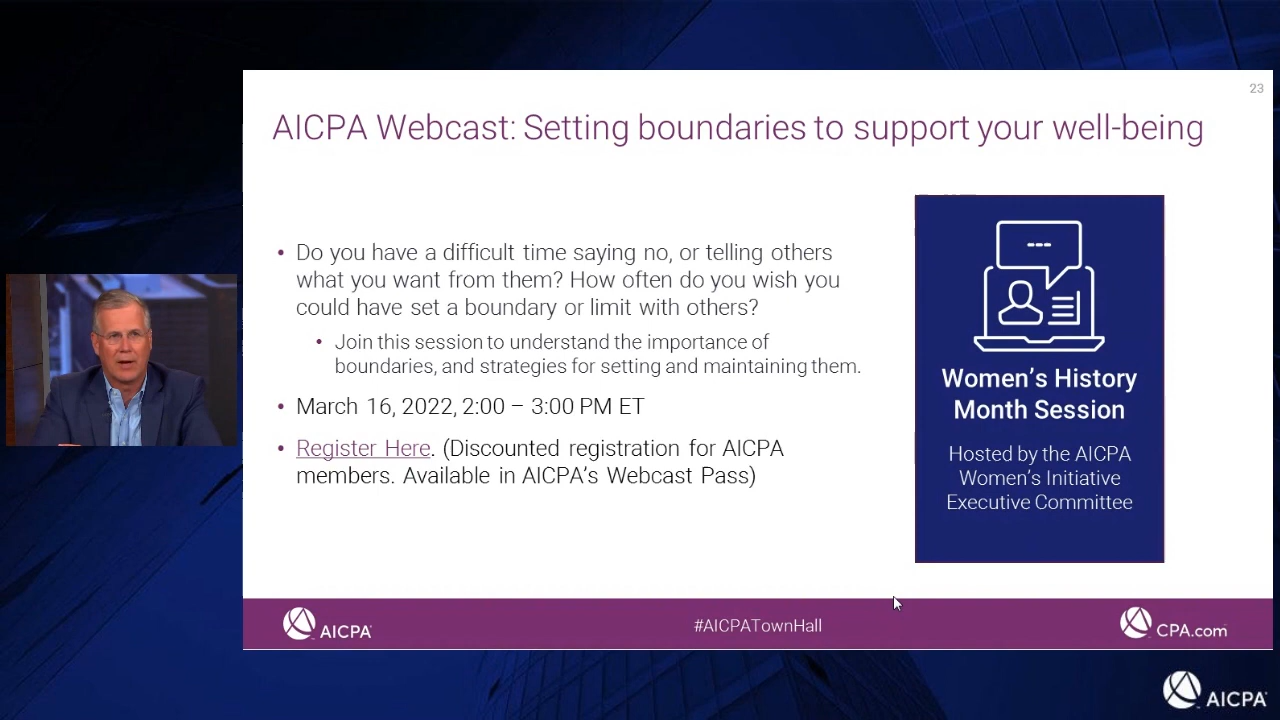 23
AICPA Webcast: Setting boundaries to support your well-being
• Do you have a difficult time saying no, or telling others
what you want from them? How often do you wish you
could have set a boundary or limit with others?
• Join this session to understand the importance of
boundaries, and strategies for setting and maintaining them.
• March 16, 2022, 2:00 – 3:00 PM ET
• Register Here. (Discounted registration for AICPA
members. Available in AICPA’s Webcast Pass)
Women’s History
Month Session
Hosted by the AICPA
Women’s Initiative
Executive Committee
AICPA
#AICPATownHall
CPA.com
AICPA